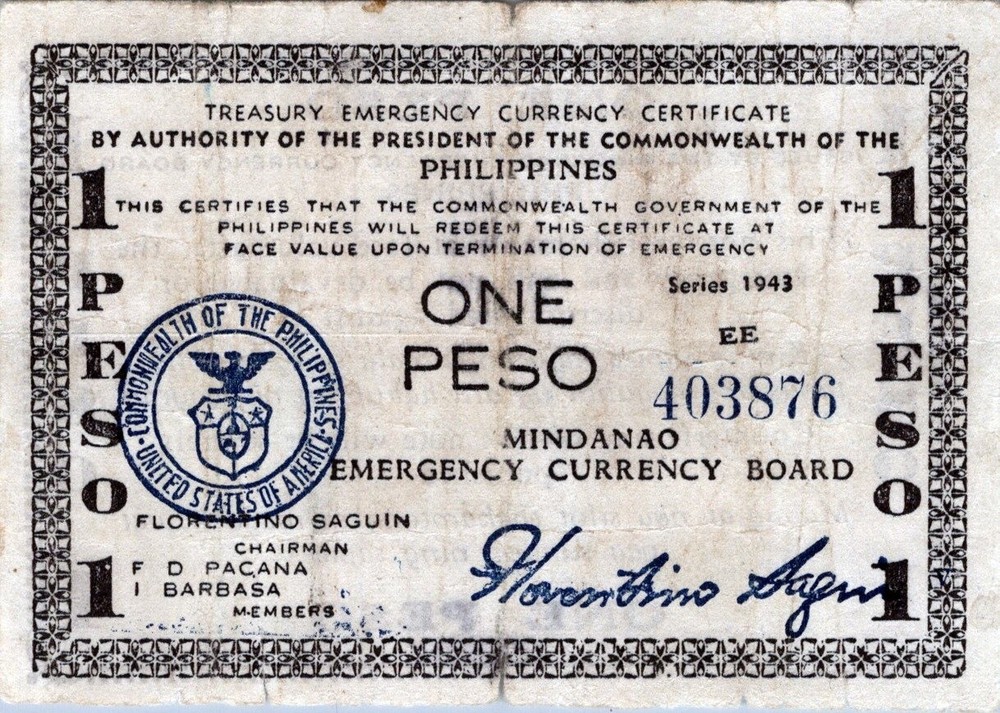 TREASURY EMERGENCY CURRENCY CERTIFICATE
BY AUTHORITY OF THE PRESIDENT OF THE COMMONWEALTH OF THE
PHILIPPINES
1
1
THIS CERTIFIES THAT THE COMMONWEALTH GOVERNMENT OF THE
PHILIPPINES WILL REDEEM THIS CERTIFICATE AT
FACE VALUE UPON TERMINATION OF EMERGENCY
PESO
PESO
ONE
PESO
Series 1943
EE
403876
COMMONWEALTH OF THE PHILIPPINES
UNITED STATES OF AMERICA
MINDANAO
EMERGENCY CURRENCY BOARD
FLORENTINO SAGUIN
CHAIRMAN
F D PACANA
I BARBASA
MEMBERS
Florentino Saguin
1
1